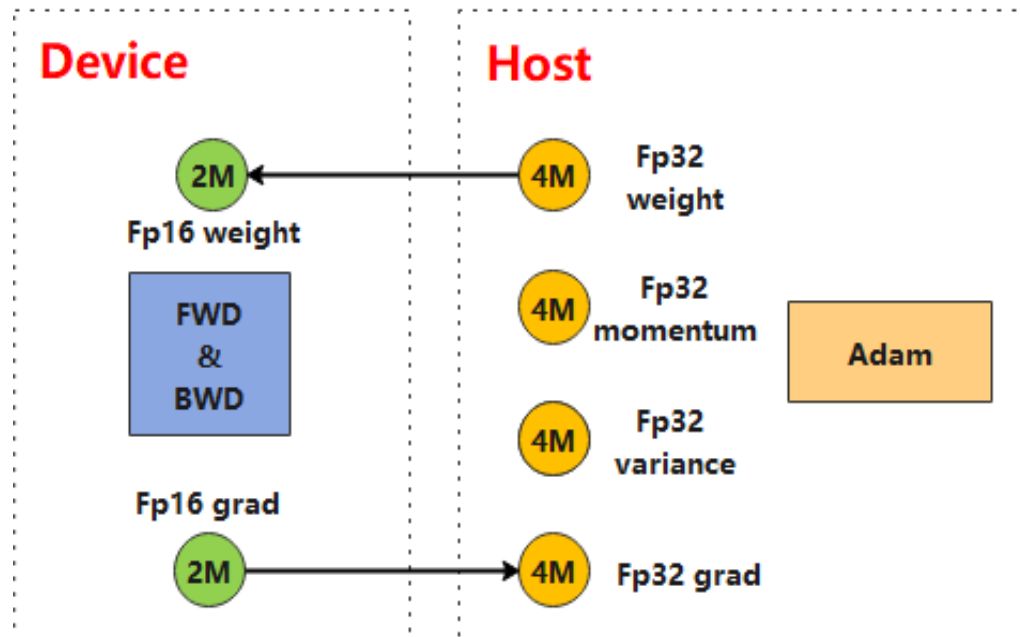 Device
Host
2M
4M
Fp32
weight
Fp16 weight
FWD
&
BWD
4M
Fp32
momentum
Adam
4M
Fp32
variance
Fp16 grad
2M
4M
Fp32 grad